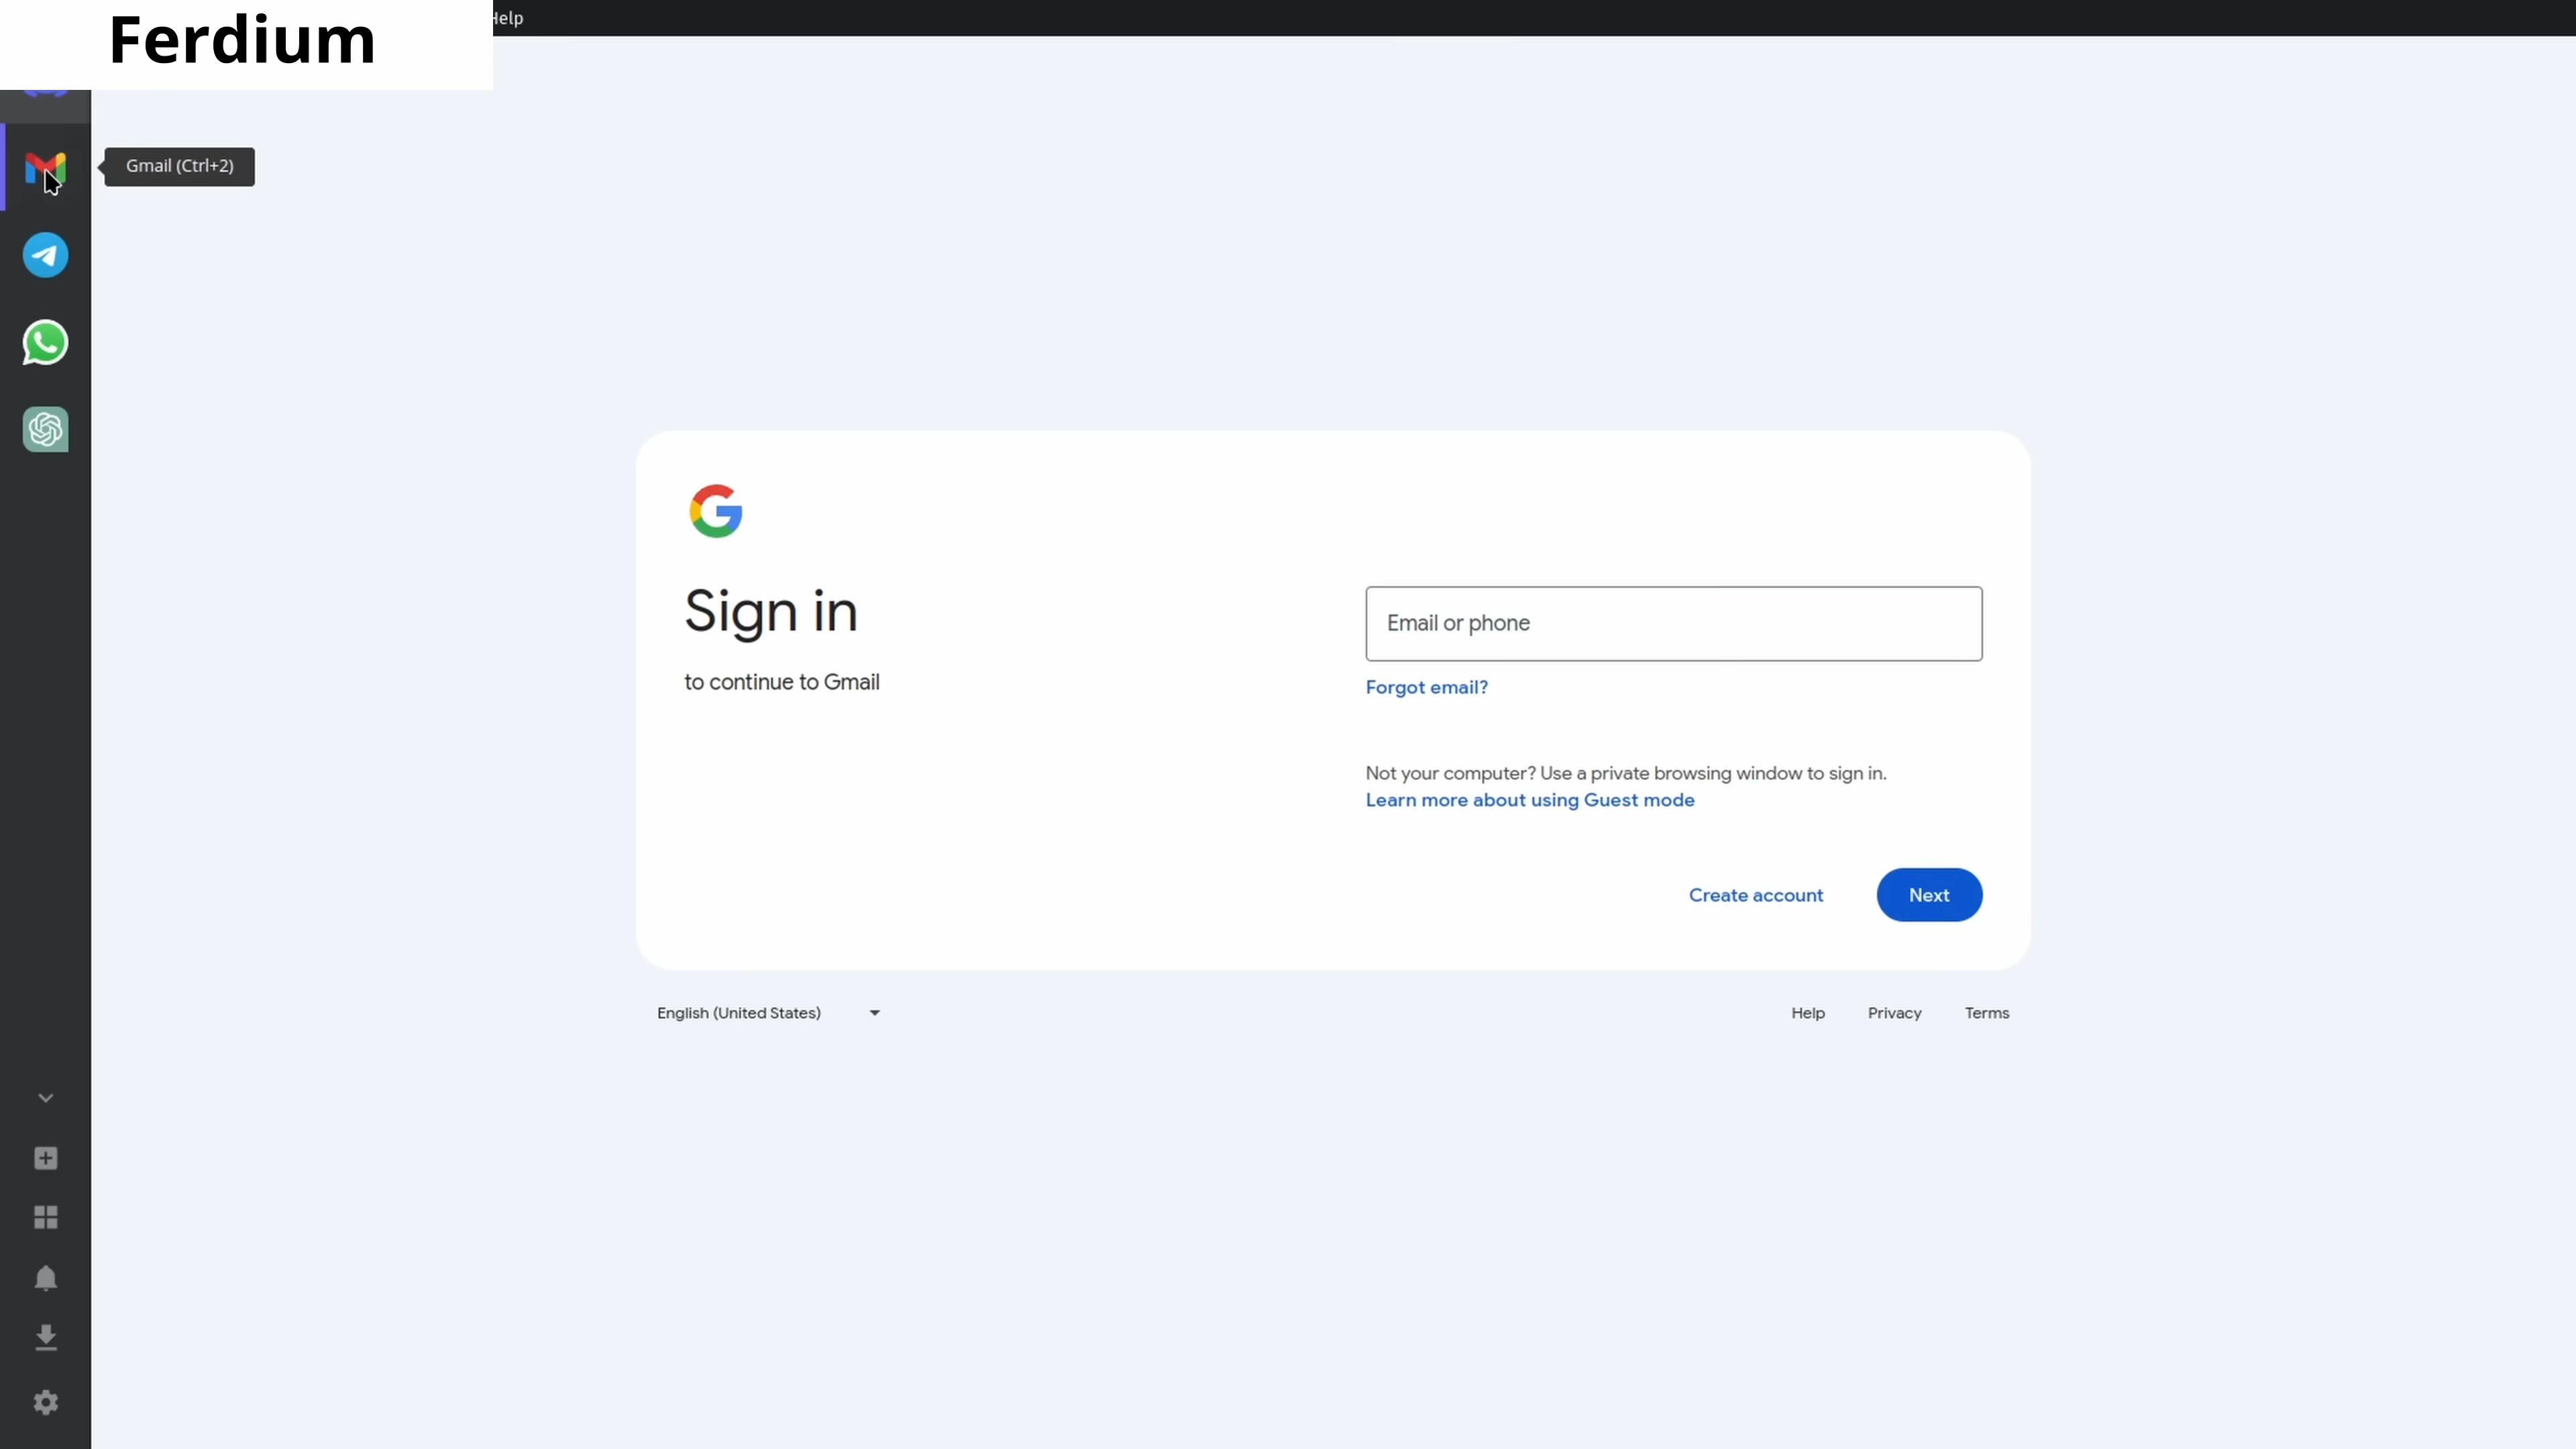 Ferdium
Help
Gmail (Ctrl+2)
Sign in
to continue to Gmail
Email or phone
Forgot email?
Not your computer? Use a private browsing window to sign in.
Learn more about using Guest mode
Create account
Next
English (United States)
Help
Privacy
Terms